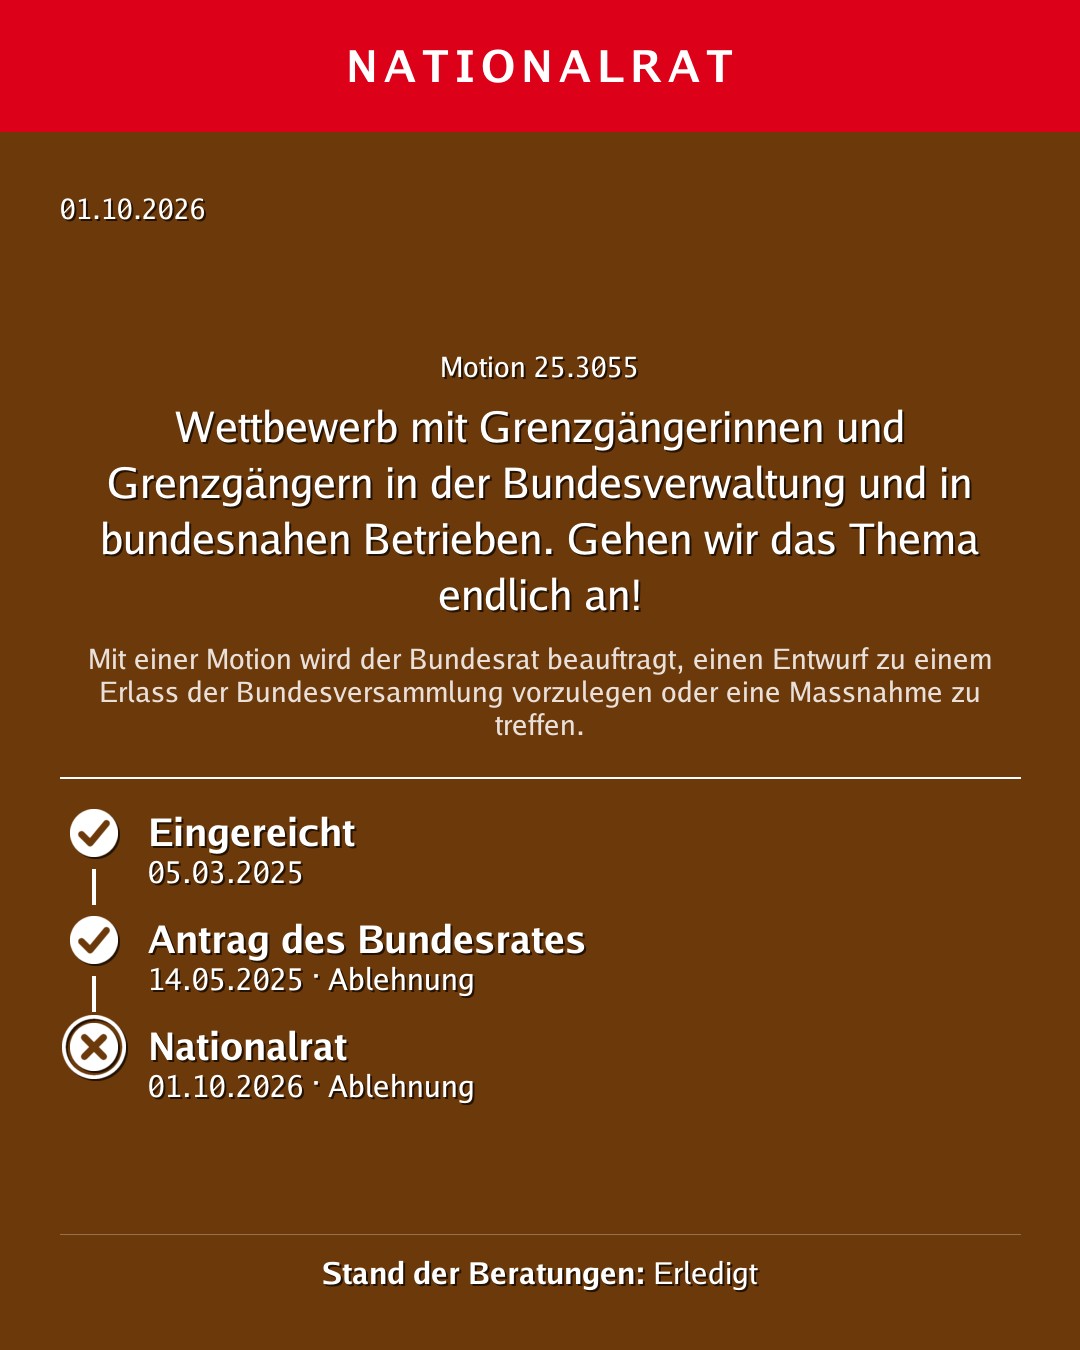 NATIONALRAT
01.10.2026
Motion 25.3055
Wettbewerb mit Grenzgängerinnen und
Grenzgängern in der Bundesverwaltung und in
bundesnahen Betrieben. Gehen wir das Thema
endlich an!
Mit einer Motion wird der Bundesrat beauftragt, einen Entwurf zu einem
Erlass der Bundesversammlung vorzulegen oder eine Massnahme zu
treffen.
Eingereicht
05.03.2025
Antrag des Bundesrates
14.05.2025 · Ablehnung
Nationalrat
01.10.2026 · Ablehnung
Stand der Beratungen: Erledigt